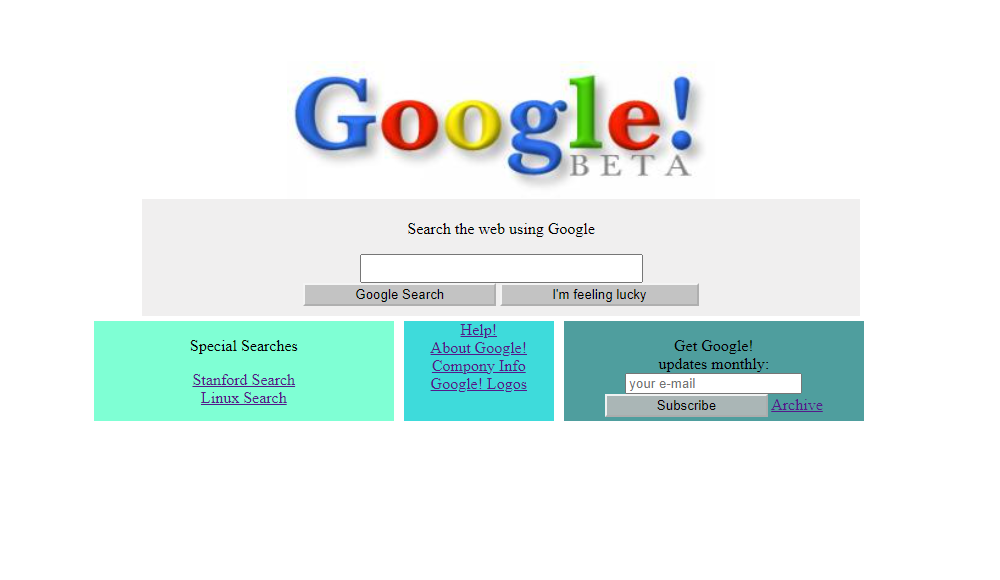 Google!
BETA
Search the web using Google
Google Search
I'm feeling lucky
Special Searches
Stanford Search
Linux Search
Help!
About Google!
Compony Info
Google! Logos
Get Google!
updates monthly:
your e-mail
Subscribe Archive